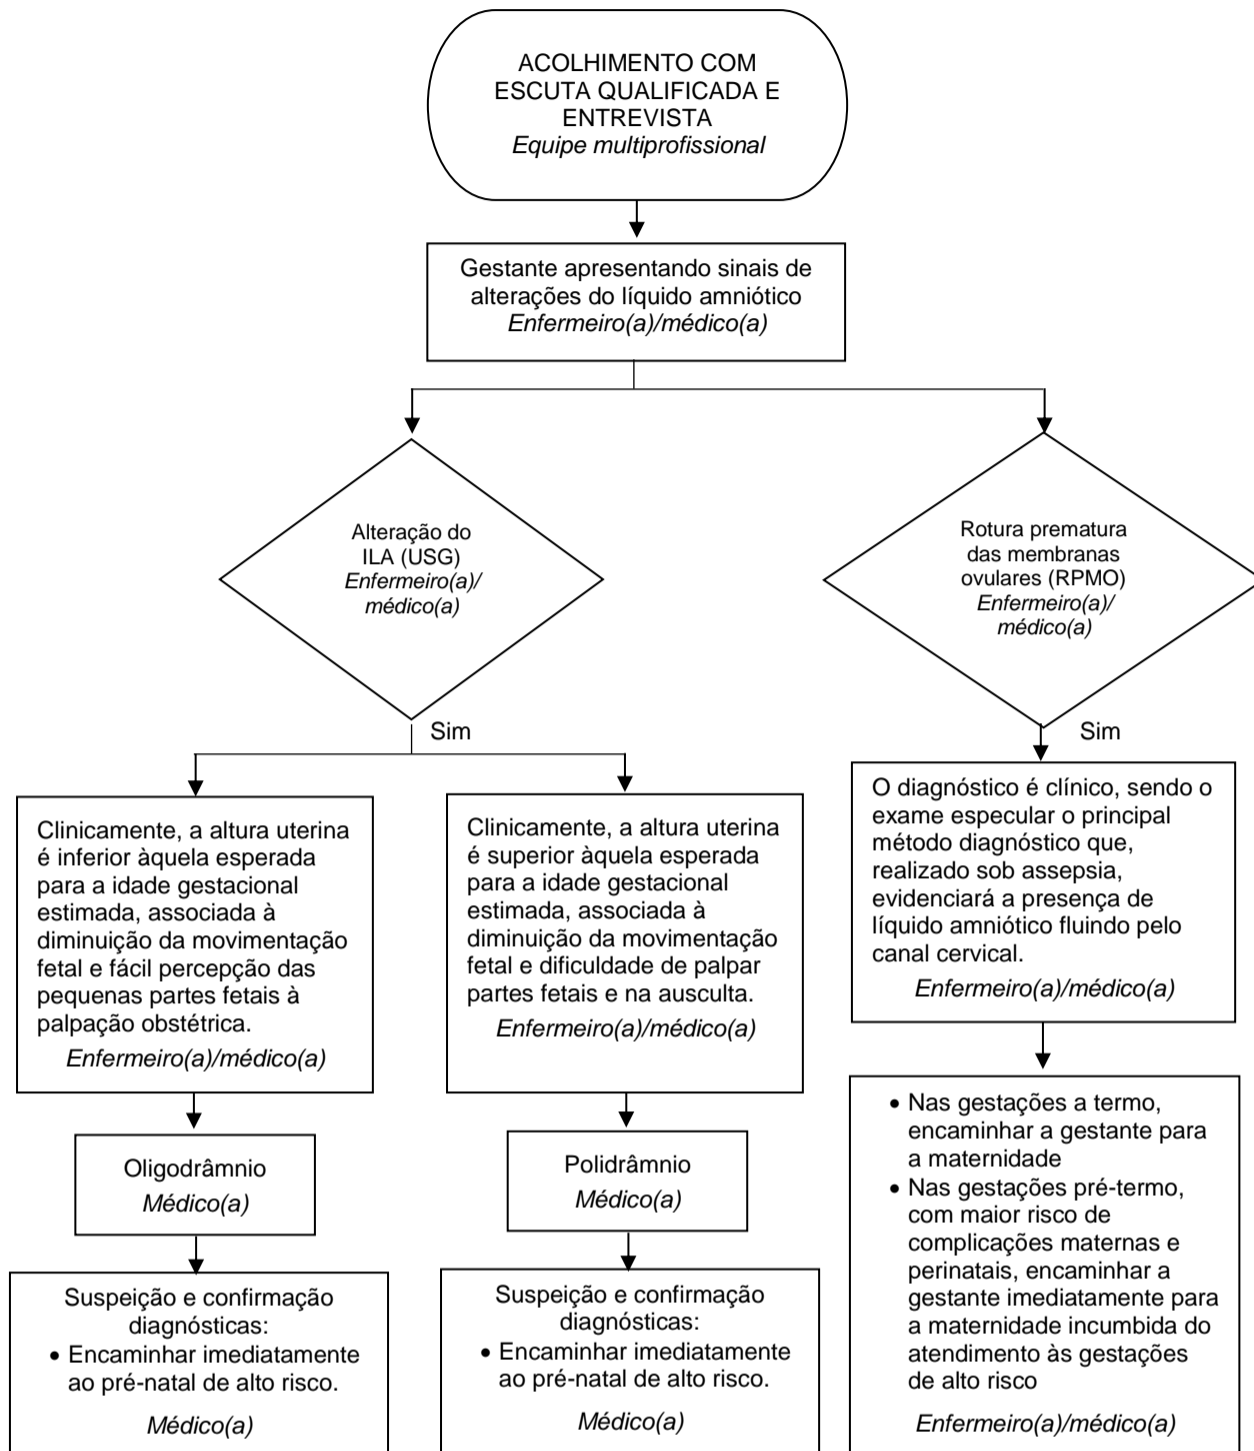 ACOLHIMENTO COM
ESCUTA QUALIFICADA E
ENTREVISTA
Equipe multiprofissional
Gestante apresentando sinais de
alterações do líquido amniótico
Enfermeiro(a)/médico(a)
Alteração do
ILA (USG)
Enfermeiro(a)/
médico(a)
Rotura prematura
das membranas
ovulares (RPMO)
Enfermeiro(a)/
médico(a)
Sim
Sim
Clinicamente, a altura uterina
é inferior àquela esperada
para a idade gestacional
estimada, associada à
diminuição da movimentação
fetal e fácil percepção das
pequenas partes fetais à
palpação obstétrica.
Enfermeiro(a)/médico(a)
Clinicamente, a altura uterina
é superior àquela esperada
para a idade gestacional
estimada, associada à
diminuição da movimentação
fetal e dificuldade de palpar
partes fetais e na ausculta.
Enfermeiro(a)/médico(a)
O diagnóstico é clínico, sendo o
exame especular o principal
método diagnóstico que,
realizado sob assepsia,
evidenciará a presença de
líquido amniótico fluindo pelo
canal cervical.
Enfermeiro(a)/médico(a)
Oligodrâmnio
Médico(a)
Polidrâmnio
Médico(a)
• Nas gestações a termo,
encaminhar a gestante para
a maternidade
• Nas gestações pré-termo,
com maior risco de
complicações maternas e
perinatais, encaminhar a
gestante imediatamente para
a maternidade incumbida do
atendimento às gestações
de alto risco
Enfermeiro(a)/médico(a)
Suspeição e confirmação
diagnósticas:
• Encaminhar imediatamente
ao pré-natal de alto risco.
Médico(a)
Suspeição e confirmação
diagnósticas:
• Encaminhar imediatamente
ao pré-natal de alto risco.
Médico(a)